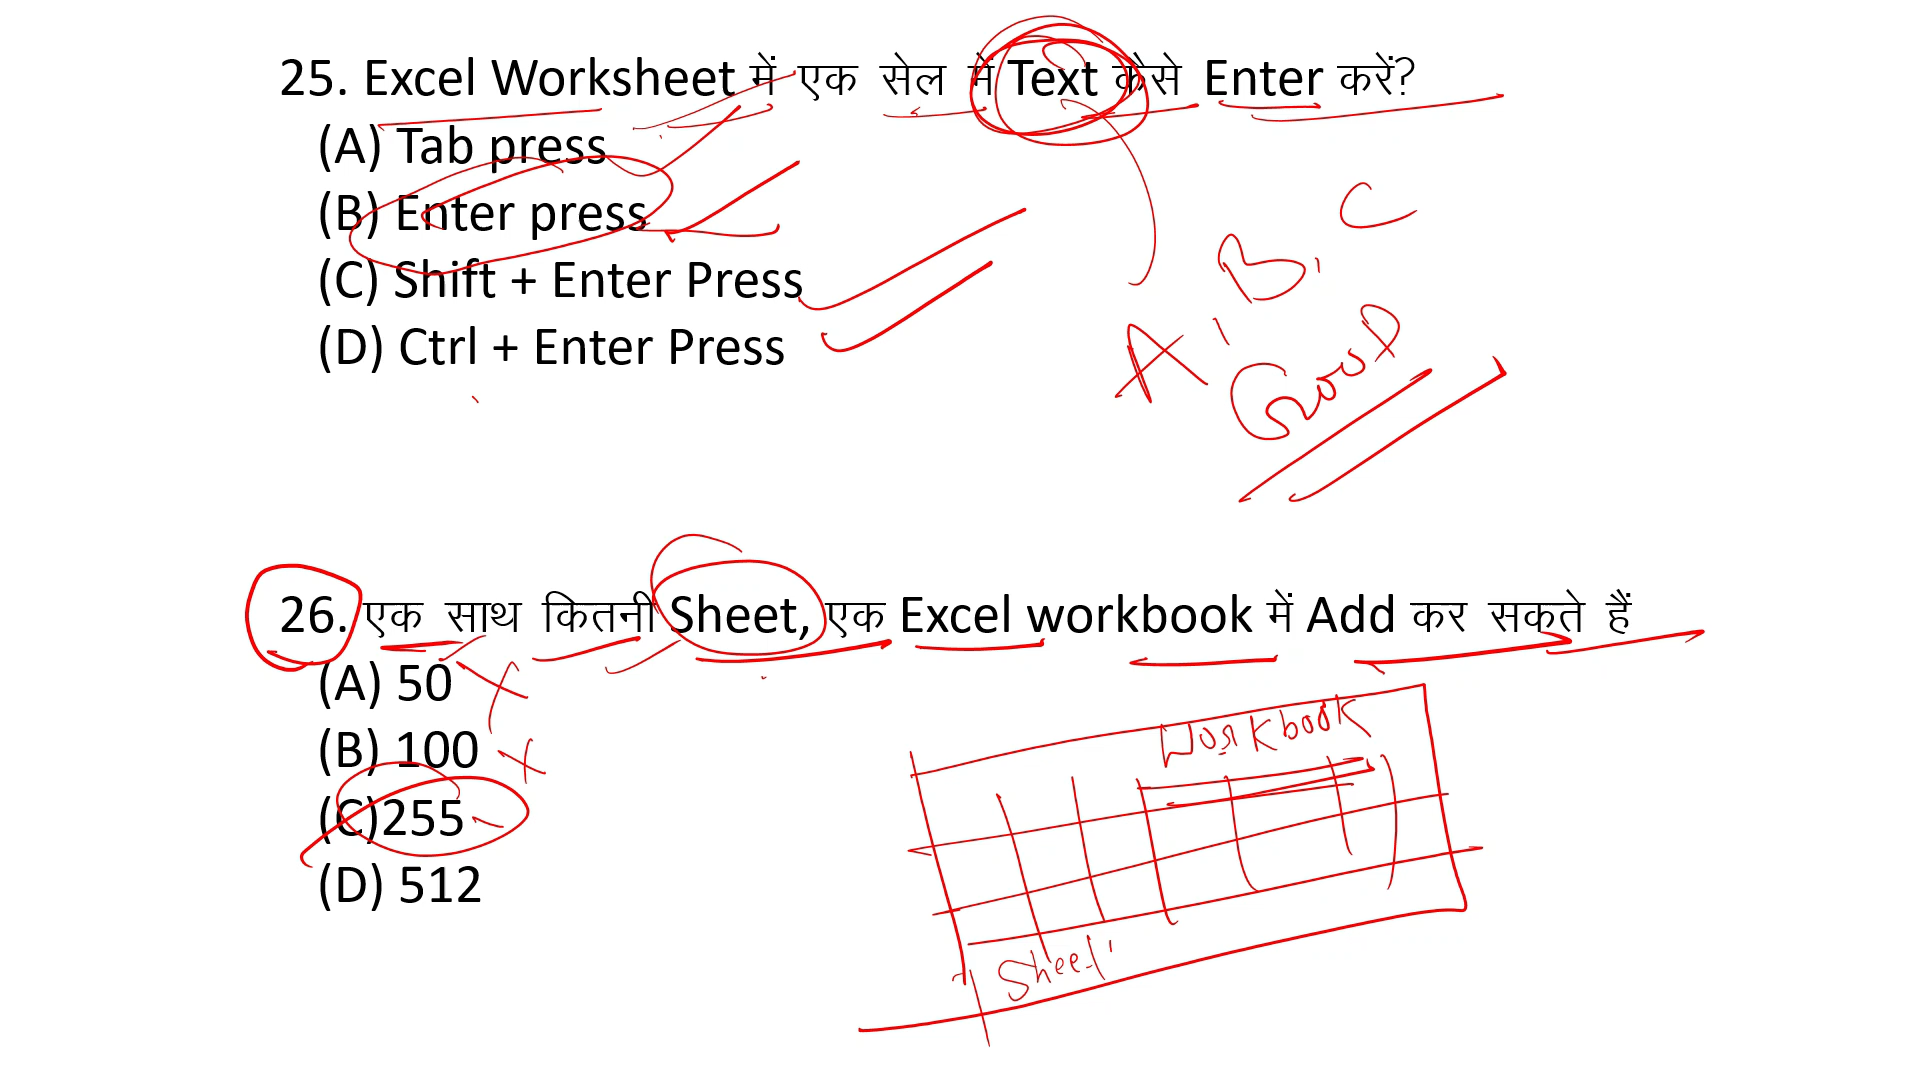 25. Excel Worksheet में एक सेल में Text कैसे Enter करें?
(A) Tab press
(B) Enter press
(C) Shift + Enter Press
(D) Ctrl + Enter Press
A, B, C
Good
26. एक साथ कितनी Sheet, एक Excel workbook में Add कर सकते हैं
(A) 50
(B) 100
(C)255
(D) 512
Workbook
Sheet